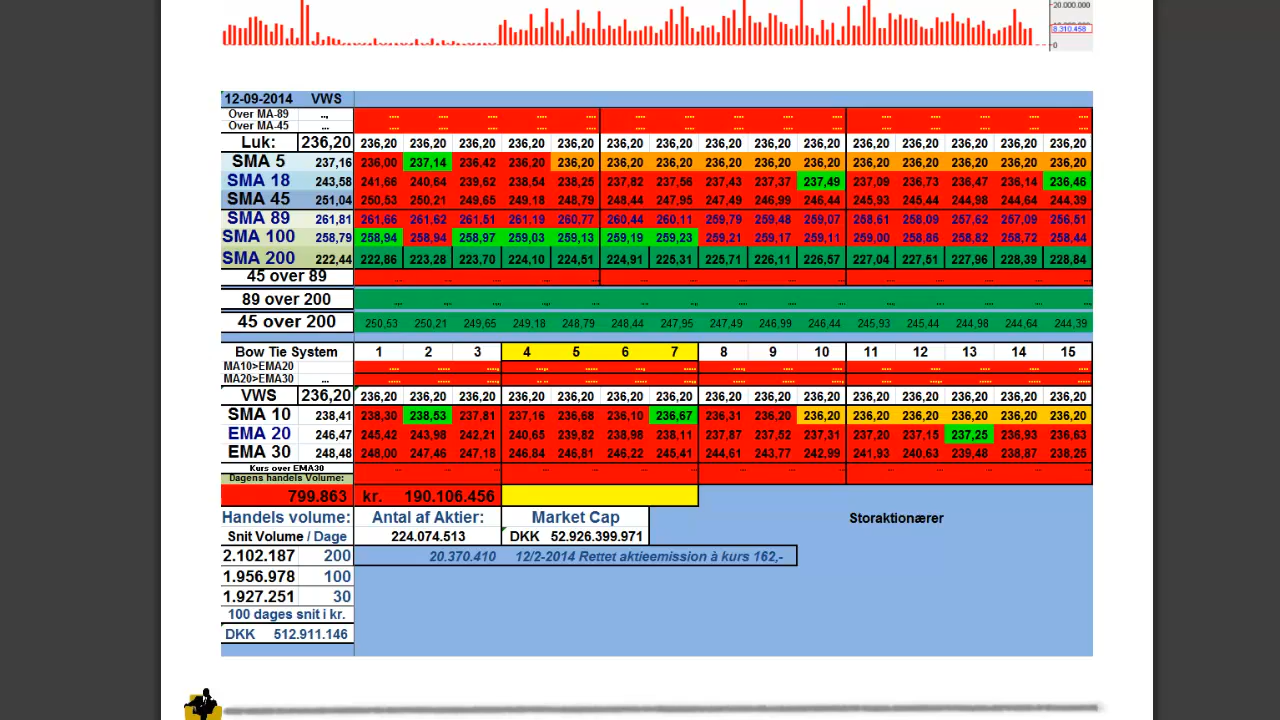 20.000.000
8.310.458
0
12-09-2014 VWS
Over MA-89 ..,
Over MA-45 ...
Luk: 236,20 236,20 236,20 236,20 236,20 236,20 236,20 236,20 236,20 236,20 236,20 236,20 236,20 236,20 236,20 236,20
SMA 5 237,16 236,00 237,14 236,42 236,20 236,20 236,20 236,20 236,20 236,20 236,20 236,20 236,20 236,20 236,20 236,20
SMA 18 243,58 241,66 240,64 239,62 238,54 238,25 237,82 237,56 237,43 237,37 237,49 237,09 236,73 236,47 236,14 236,46
SMA 45 251,04 250,53 250,21 249,65 249,18 248,79 248,44 247,95 247,49 246,99 246,44 245,93 245,44 244,98 244,64 244,39
SMA 89 261,81 261,66 261,62 261,51 261,19 260,77 260,44 260,11 259,79 259,48 259,07 258,61 258,09 257,62 257,09 256,51
SMA 100 258,79 258,94 258,94 258,97 259,03 259,13 259,19 259,23 259,21 259,17 259,11 259,00 258,86 258,82 258,72 258,44
SMA 200 222,44 222,86 223,28 223,70 224,10 224,51 224,91 225,31 225,71 226,11 226,57 227,04 227,51 227,96 228,39 228,84
45 over 89
89 over 200
45 over 200 250,53 250,21 249,65 249,18 248,79 248,44 247,95 247,49 246,99 246,44 245,93 245,44 244,98 244,64 244,39
Bow Tie System 1 2 3 4 5 6 7 8 9 10 11 12 13 14 15
MA10>EMA20
MA20>EMA30 ...
VWS 236,20 236,20 236,20 236,20 236,20 236,20 236,20 236,20 236,20 236,20 236,20 236,20 236,20 236,20 236,20 236,20
SMA 10 238,41 238,30 238,53 237,81 237,16 236,68 236,10 236,67 236,31 236,20 236,20 236,20 236,20 236,20 236,20 236,20
EMA 20 246,47 245,42 243,98 242,21 240,65 239,82 238,98 238,11 237,87 237,52 237,31 237,20 237,15 237,25 236,93 236,63
EMA 30 248,48 248,00 247,46 247,18 246,84 246,81 246,22 245,41 244,61 243,77 242,99 241,93 240,63 239,48 238,87 238,25
Kurs over EMA30
Dagens handels Volume:
799.863 kr. 190.106.456
Handels volume: Antal af Aktier: Market Cap Storaktionærer
Snit Volume / Dage 224.074.513 DKK 52.926.399.971
2.102.187 200 20.370.410 12/2-2014 Rettet aktieemission à kurs 162,-
1.956.978 100
1.927.251 30
100 dages snit i kr.
DKK 512.911.146